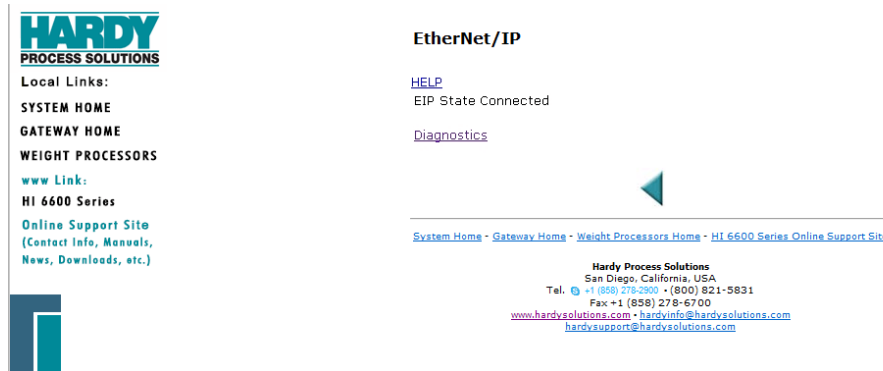 HARDY
PROCESS SOLUTIONS
Local Links:
SYSTEM HOME
GATEWAY HOME
WEIGHT PROCESSORS
www Link:
HI 6600 Series
Online Support Site
(Contact Info, Manuals,
News, Downloads, etc.)
EtherNet/IP
HELP
EIP State Connected
Diagnostics
System Home - Gateway Home - Weight Processors Home - HI 6600 Series Online Support Sit
Hardy Process Solutions
San Diego, California, USA
Tel. +1 (858) 278-2900 • (800) 821-5831
Fax +1 (858) 278-6700
www.hardysolutions.com • hardyinfo@hardysolutions.com
hardysupport@hardysolutions.com